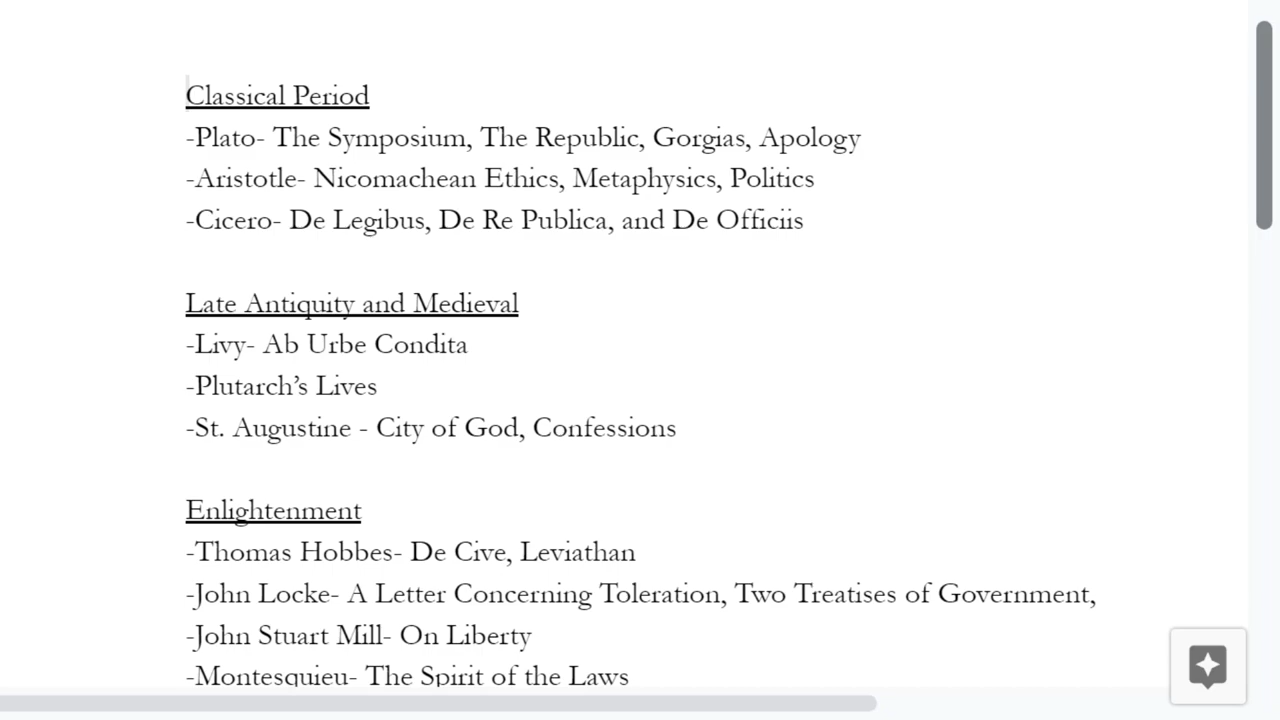 Classical Period
-Plato- The Symposium, The Republic, Gorgias, Apology
-Aristotle- Nicomachean Ethics, Metaphysics, Politics
-Cicero- De Legibus, De Re Publica, and De Officiis
Late Antiquity and Medieval
-Livy- Ab Urbe Condita
-Plutarch’s Lives
-St. Augustine - City of God, Confessions
Enlightenment
-Thomas Hobbes- De Cive, Leviathan
-John Locke- A Letter Concerning Toleration, Two Treatises of Government,
-John Stuart Mill- On Liberty
-Montesquieu- The Spirit of the Laws